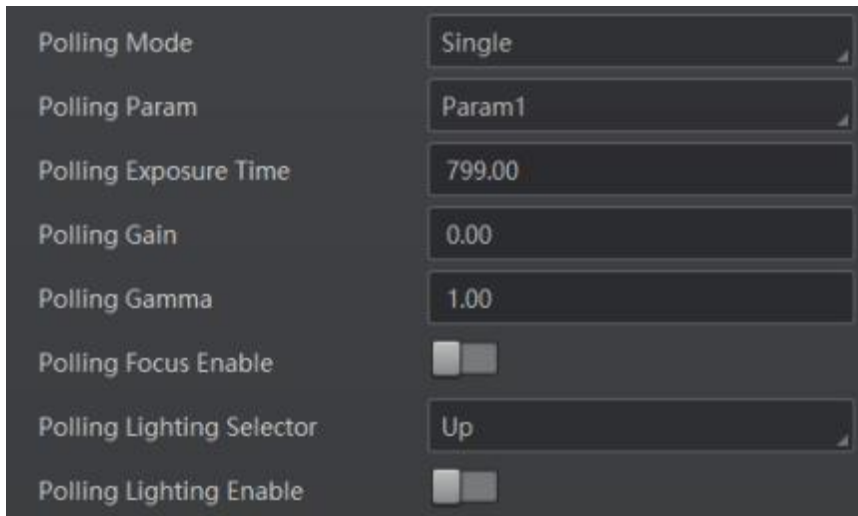 Polling Mode Single
Polling Param Param1
Polling Exposure Time 799.00
Polling Gain 0.00
Polling Gamma 1.00
Polling Focus Enable
Polling Lighting Selector Up
Polling Lighting Enable